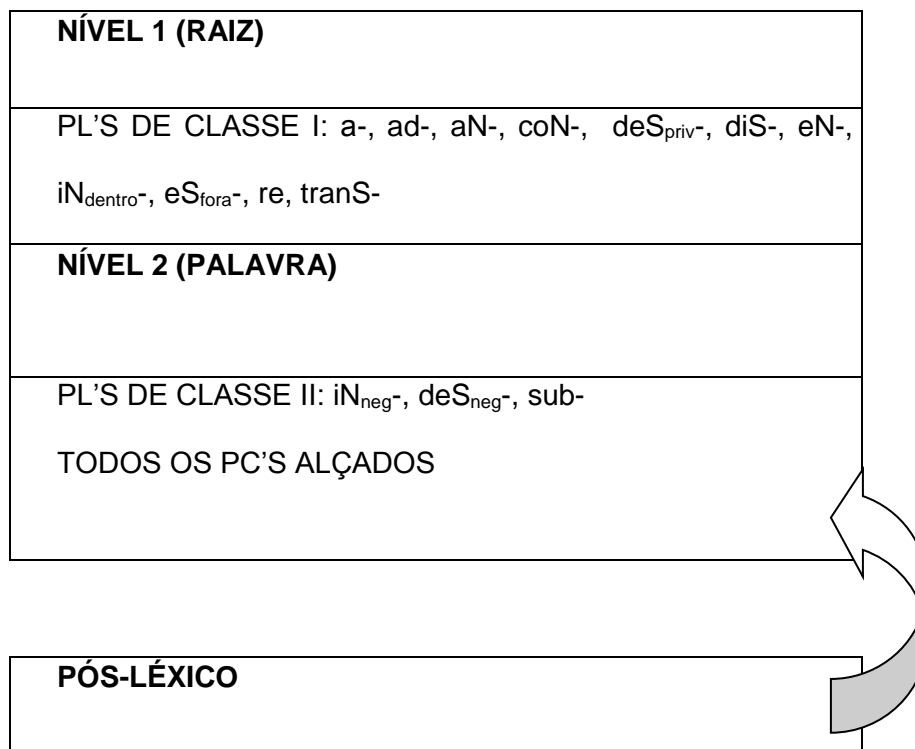 NÍVEL 1 (RAIZ)
PL’S DE CLASSE I: a-, ad-, aN-, coN-, deSpriv-, diS-, eN-,
iNdentro-, eSfora-, re, tranS-
NÍVEL 2 (PALAVRA)
PL’S DE CLASSE II: iNneg-, deSneg-, sub-
TODOS OS PC’S ALÇADOS
PÓS-LÉXICO